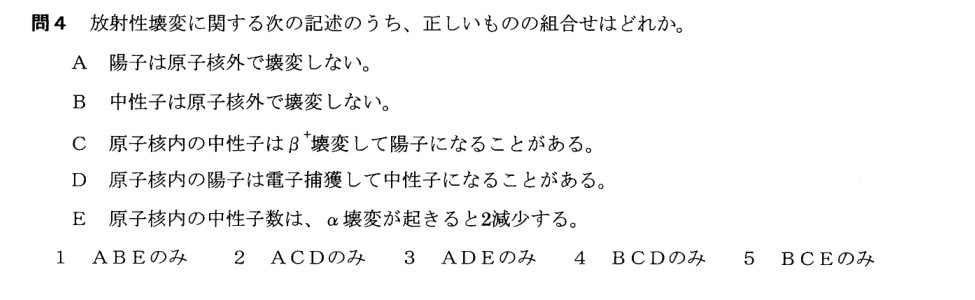 問4 放射性壊変に関する次の記述のうち、正しいものの組合せはどれか。
A 陽子は原子核外で壊変しない。
B 中性子は原子核外で壊変しない。
C 原子核内の中性子はβ⁺壊変して陽子になることがある。
D 原子核内の陽子は電子捕獲して中性子になることがある。
E 原子核内の中性子数は、α壊変が起きると2減少する。
1 ABEのみ 2 ACDのみ 3 ADEのみ 4 BCDのみ 5 BCEのみ